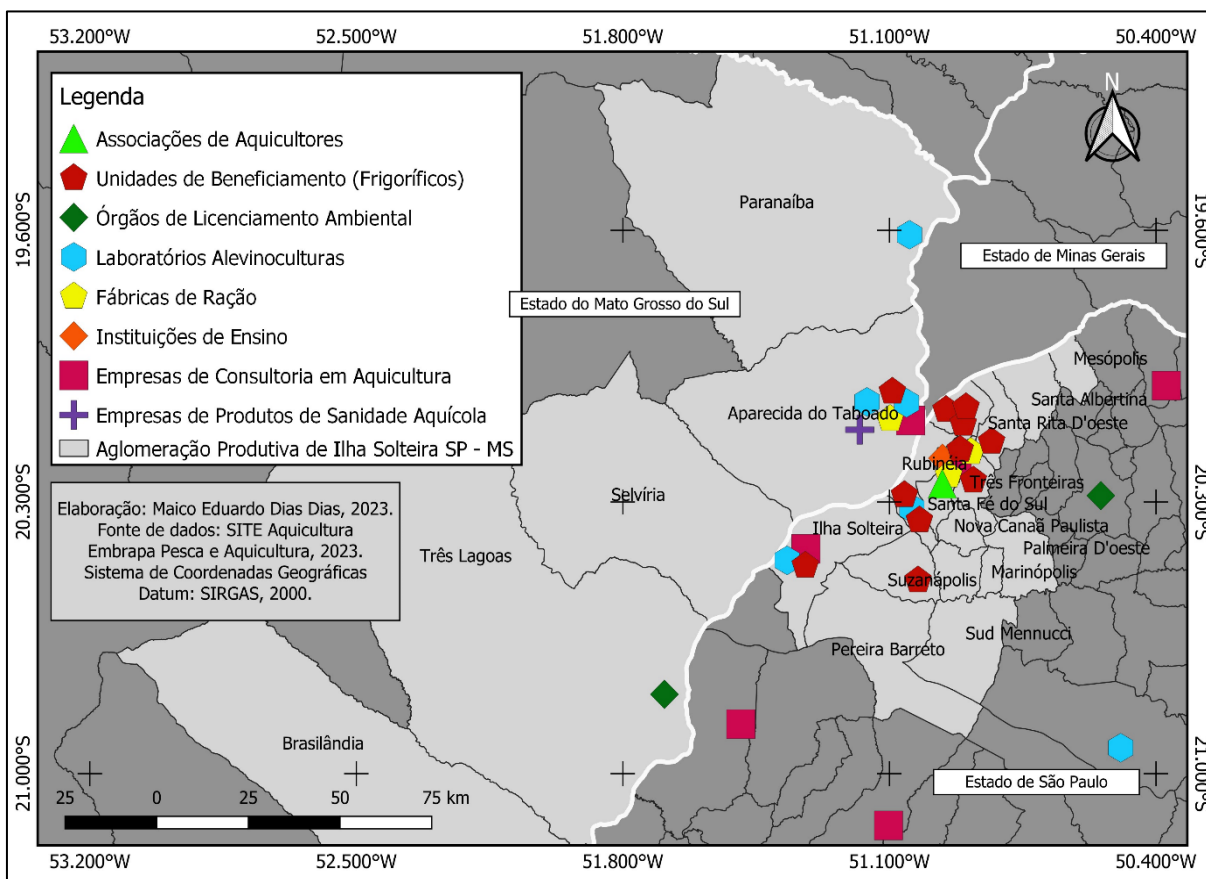 53.200°W 52.500°W 51.800°W 51.100°W 50.400°W
Legenda
Associações de Aquicultores
Unidades de Beneficiamento (Frigoríficos)
Órgãos de Licenciamento Ambiental
Laboratórios Alevinoculturas
Fábricas de Ração
Instituições de Ensino
Empresas de Consultoria em Aquicultura
Empresas de Produtos de Sanidade Aquícola
Aglomeração Produtiva de Ilha Solteira SP - MS
Elaboração: Maico Eduardo Dias Dias, 2023.
Fonte de dados: SITE Aquicultura
Embrapa Pesca e Aquicultura, 2023.
Sistema de Coordenadas Geográficas
Datum: SIRGAS, 2000.
N
19.600°S
19.600°S
20.300°S
20.300°S
21.000°S
21.000°S
Paranaíba
Estado de Minas Gerais
Estado do Mato Grosso do Sul
Mesópolis
Santa Albertina
Aparecida do Taboado
Santa Rita D'oeste
Rubinéia
Três Fronteiras
Selvíria
Santa Fé do Sul
Ilha Solteira
Nova Canaã Paulista
Três Lagoas
Palmeira D'oeste
Marinópolis
Suzanápolis
Sud Mennucci
Pereira Barreto
Brasilândia
Estado de São Paulo
25 0 25 50 75 km
53.200°W 52.500°W 51.800°W 51.100°W 50.400°W